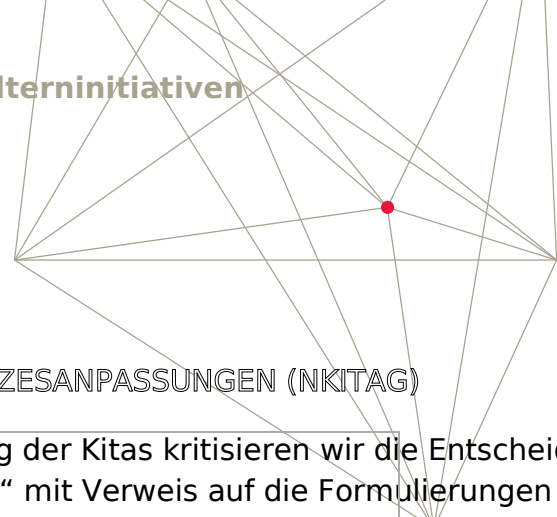 lterninitiativen
ZESANPASSUNGEN (NKITAG)
g der Kitas kritisieren wir die Entschei
“ mit Verweis auf die Formulierungen